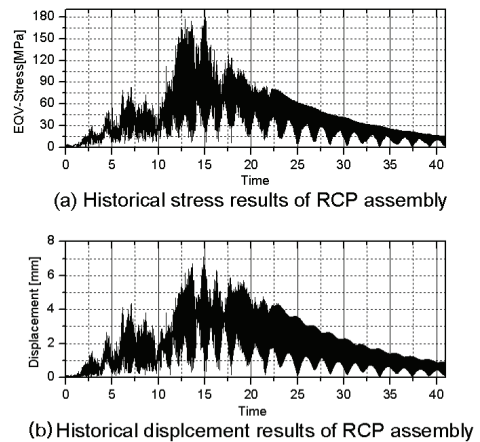 180
150
120
90
60
30
0
EQV-Stress[MPa]
0 5 10 15 20 25 30 35 40
Time
(a) Historical stress results of RCP assembly
8
6
4
2
0
Displacement [mm]
0 5 10 15 20 25 30 35 40
Time
(b) Historical displcement results of RCP assembly